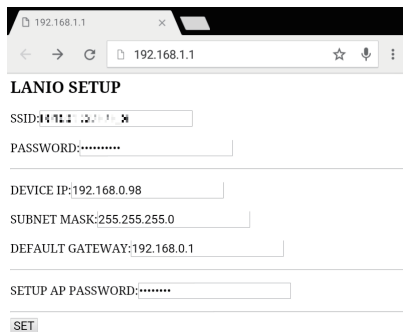 192.168.1.1
192.168.1.1
LANIO SETUP
SSID:
PASSWORD:••••••••••
DEVICE IP:192.168.0.98
SUBNET MASK:255.255.255.0
DEFAULT GATEWAY:192.168.0.1
SETUP AP PASSWORD:••••••••
SET